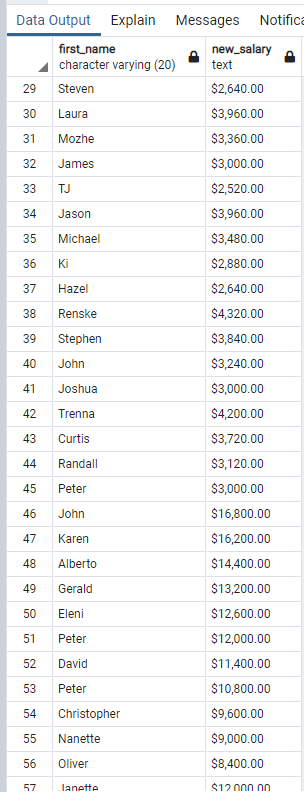 Data Output Explain Messages
first_name new_salary
character varying (20) text
29 Steven $2,640.00
30 Laura $3,960.00
31 Mozhe $3,360.00
32 James $3,000.00
33 TJ $2,520.00
34 Jason $3,960.00
35 Michael $3,480.00
36 Ki $2,880.00
37 Hazel $2,640.00
38 Renske $4,320.00
39 Stephen $3,840.00
40 John $3,240.00
41 Joshua $3,000.00
42 Trenna $4,200.00
43 Curtis $3,720.00
44 Randall $3,120.00
45 Peter $3,000.00
46 John $16,800.00
47 Karen $16,200.00
48 Alberto $14,400.00
49 Gerald $13,200.00
50 Eleni $12,600.00
51 Peter $12,000.00
52 David $11,400.00
53 Peter $10,800.00
54 Christopher $9,600.00
55 Nanette $9,000.00
56 Oliver $8,400.00
57 Janette $12,000.00